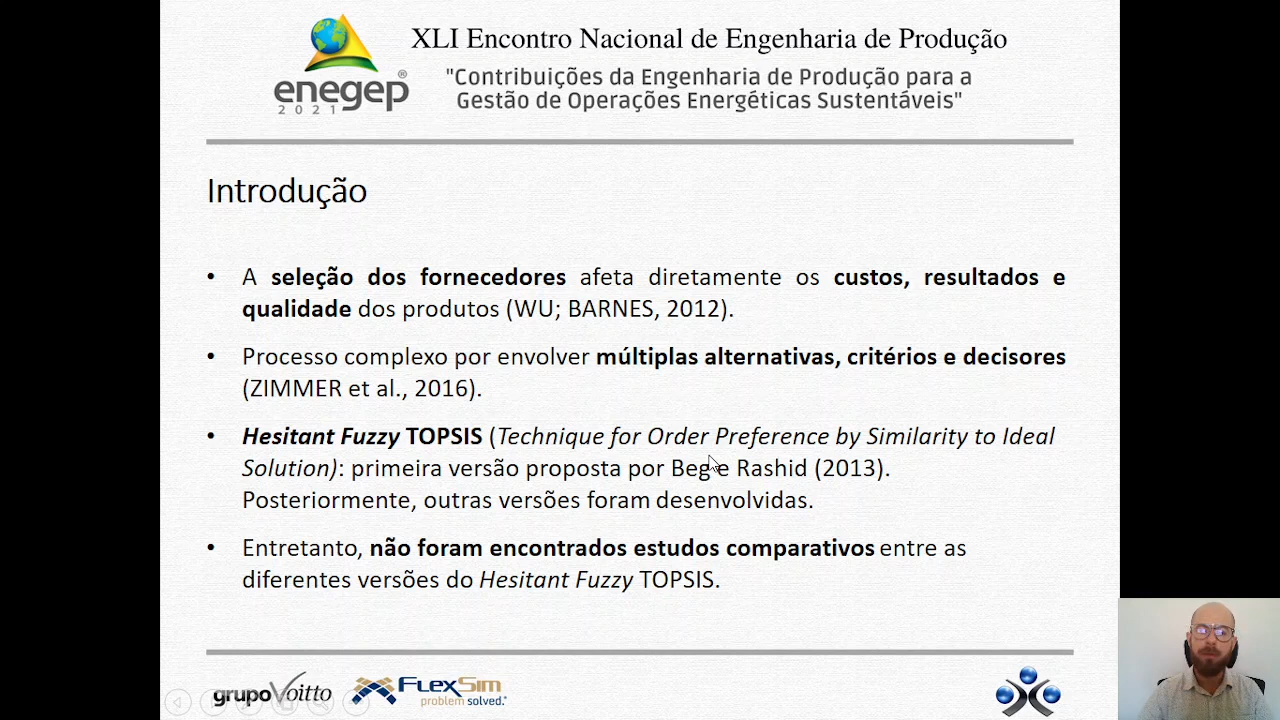 XLI Encontro Nacional de Engenharia de Produção
"Contribuições da Engenharia de Produção para a
Gestão de Operações Energéticas Sustentáveis"
enegep®
2021
Introdução
• A seleção dos fornecedores afeta diretamente os custos, resultados e
qualidade dos produtos (WU; BARNES, 2012).
• Processo complexo por envolver múltiplas alternativas, critérios e decisores
(ZIMMER et al., 2016).
• Hesitant Fuzzy TOPSIS (Technique for Order Preference by Similarity to Ideal
Solution): primeira versão proposta por Beg e Rashid (2013).
Posteriormente, outras versões foram desenvolvidas.
• Entretanto, não foram encontrados estudos comparativos entre as
diferentes versões do Hesitant Fuzzy TOPSIS.
grupoVoitto
FlexSim
problem solved.®